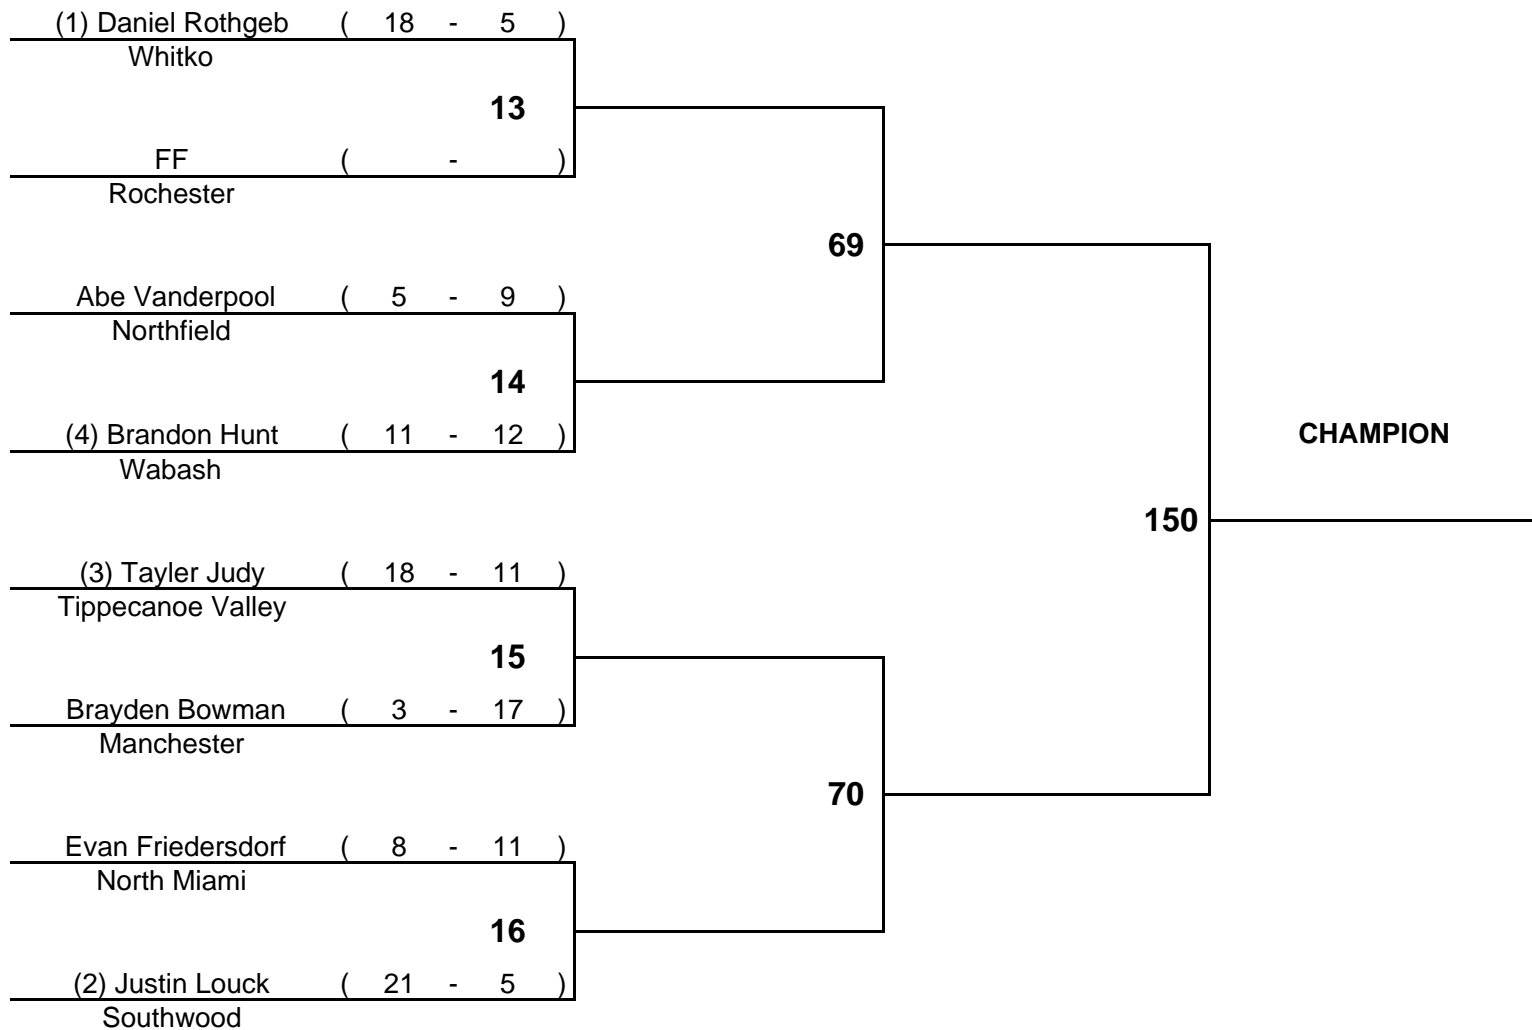 (1) Daniel Rothgeb ( 18 - 5 )
Whitko
13
FF ( - )
Rochester
69
Abe Vanderpool ( 5 - 9 )
Northfield
14
(4) Brandon Hunt ( 11 - 12 )
Wabash
CHAMPION
150
(3) Tayler Judy ( 18 - 11 )
Tippecanoe Valley
15
Brayden Bowman ( 3 - 17 )
Manchester
70
Evan Friedersdorf ( 8 - 11 )
North Miami
16
(2) Justin Louck ( 21 - 5 )
Southwood